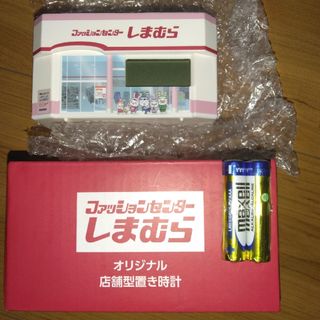 ファッションセンター
しまむら
ファッションセンター
しまむら
オリジナル
店舗型置き時計
maxell
maxell